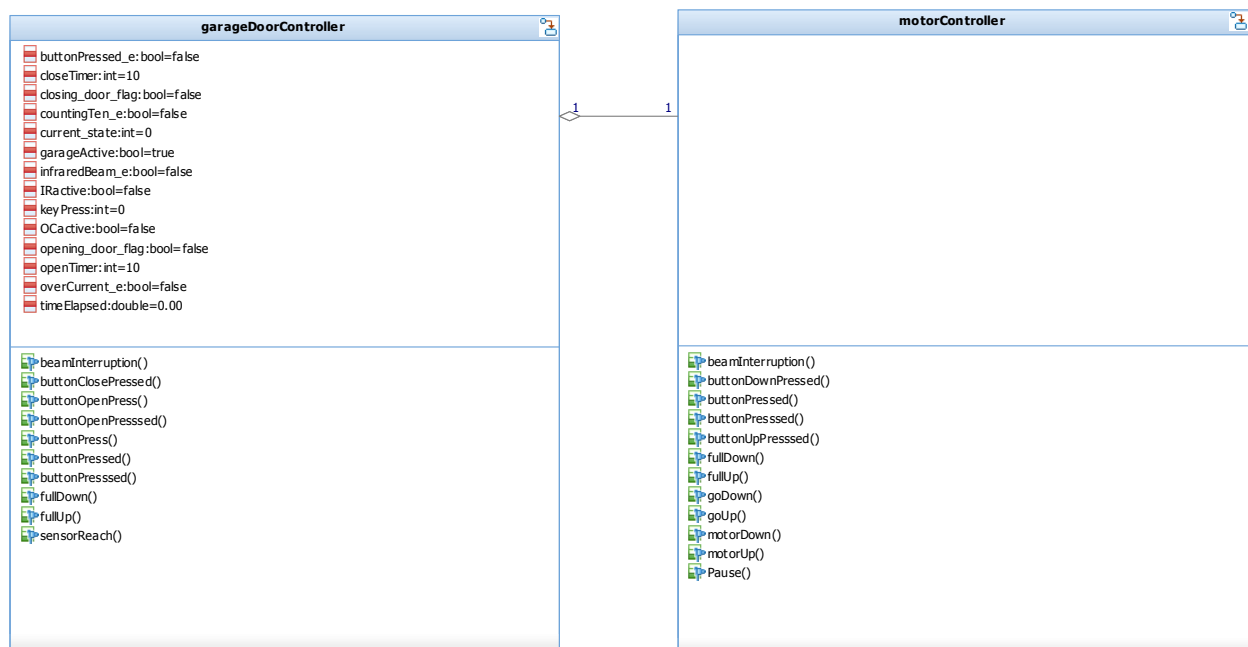 garageDoorController
buttonPressed_e:bool=false
closeTimer:int=10
closing_door_flag:bool=false
countingTen_e:bool=false
current_state:int=0
garageActive:bool=true
infraredBeam_e:bool=false
IRactive:bool=false
keyPress:int=0
OCactive:bool=false
opening_door_flag:bool=false
openTimer:int=10
overCurrent_e:bool=false
timeElapsed:double=0.00
beamInterruption()
buttonClosePressed()
buttonOpenPress()
buttonOpenPresssed()
buttonPress()
buttonPressed()
buttonPresssed()
fullDown()
fullUp()
sensorReach()
1
1
motorController
beamInterruption()
buttonDownPressed()
buttonPressed()
buttonPresssed()
buttonUpPresssed()
fullDown()
fullUp()
goDown()
goUp()
motorDown()
motorUp()
Pause()